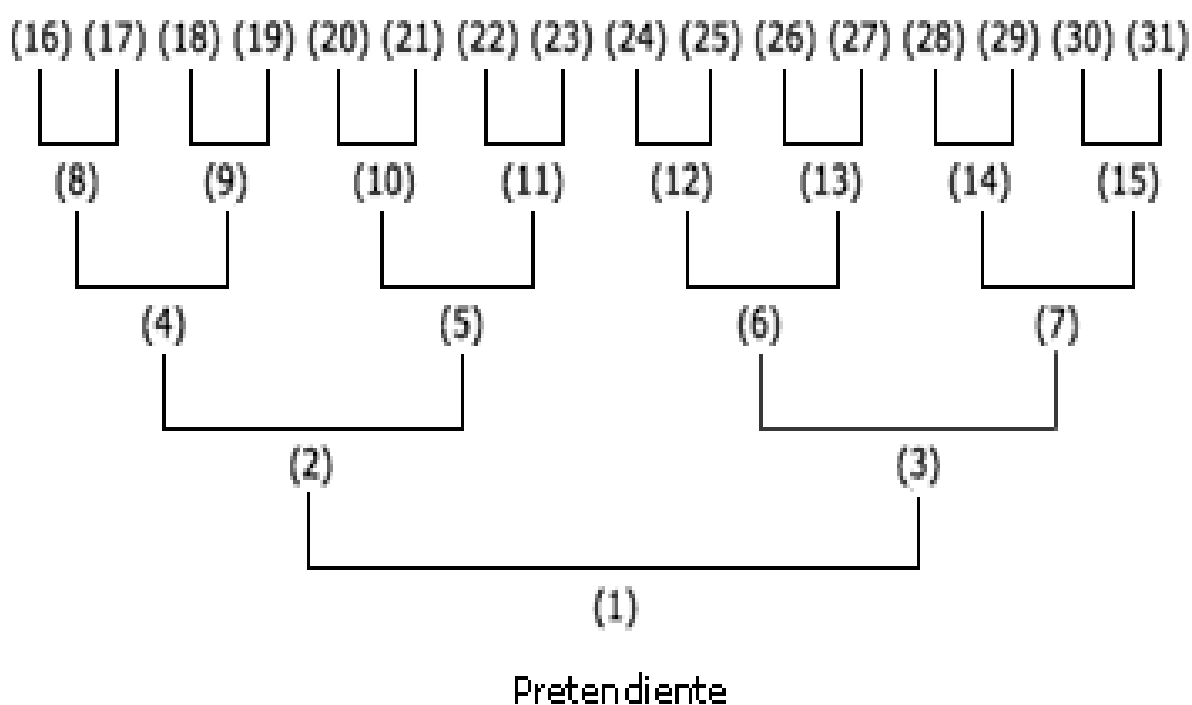 (16) (17) (18) (19) (20) (21) (22) (23) (24) (25) (26) (27) (28) (29) (30) (31)
(8) (9) (10) (11) (12) (13) (14) (15)
(4) (5) (6) (7)
(2) (3)
(1)
Pretendiente